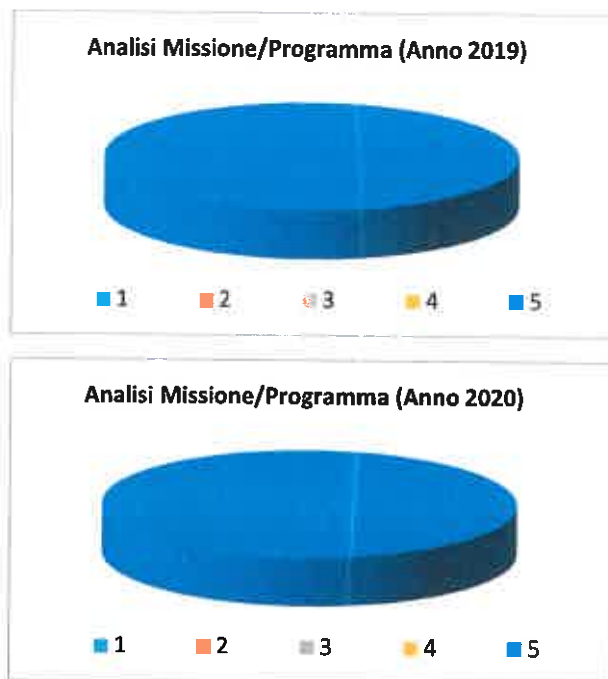 Analisi Missione/Programma (Anno 2019)
1 2 3 4 5
Analisi Missione/Programma (Anno 2020)
1 2 3 4 5